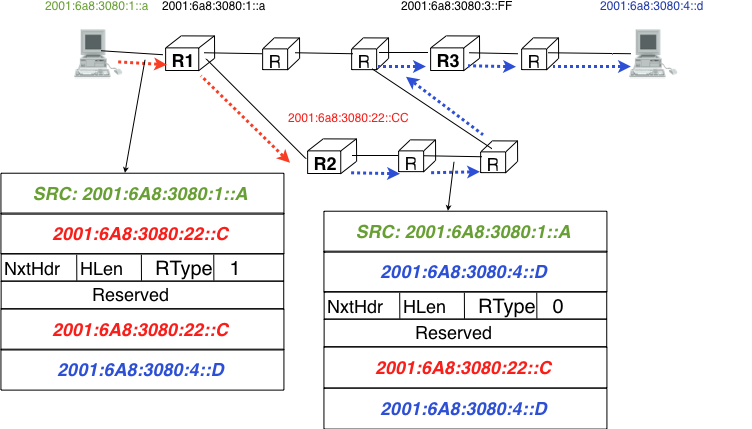 2001:6a8:3080:1::a 2001:6a8:3080:1::a 2001:6a8:3080:3::FF 2001:6a8:3080:4::d
R1 R R R3 R
2001:6a8:3080:22::CC
R2 R R
SRC: 2001:6A8:3080:1::A
2001:6A8:3080:22::C
NxtHdr HLen RType 1
Reserved
2001:6A8:3080:22::C
2001:6A8:3080:4::D
SRC: 2001:6A8:3080:1::A
2001:6A8:3080:4::D
NxtHdr HLen RType 0
Reserved
2001:6A8:3080:22::C
2001:6A8:3080:4::D